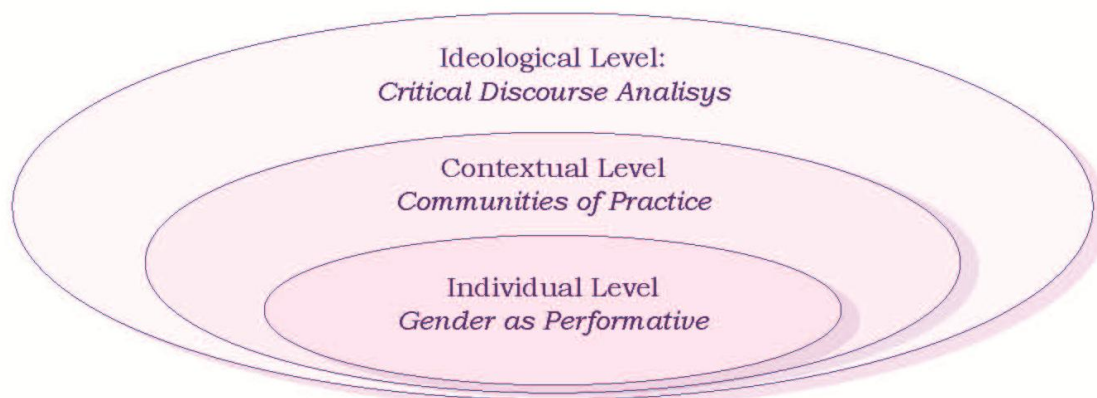 Ideological Level:
Critical Discourse Analisys
Contextual Level
Communities of Practice
Individual Level
Gender as Performative